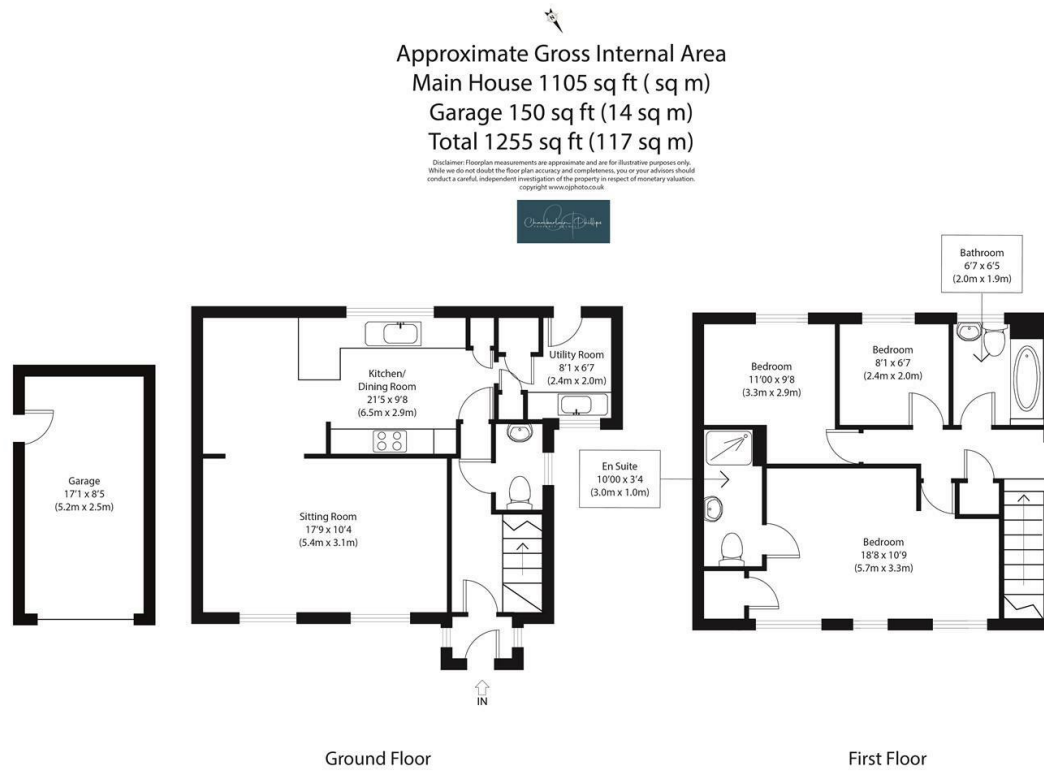 N
Approximate Gross Internal Area
Main House 1105 sq ft ( sq m)
Garage 150 sq ft (14 sq m)
Total 1255 sq ft (117 sq m)
Disclaimer: Floorplan measurements are approximate and are for illustrative purposes only.
While we do not doubt the floor plan accuracy and completeness, you or your advisors should
conduct a careful, independent investigation of the property in respect of monetary valuation.
copyright www.ojphoto.co.uk
Chamberlain Phillips
Garage
17'1 x 8'5
(5.2m x 2.5m)
Kitchen/
Dining Room
21'5 x 9'8
(6.5m x 2.9m)
Utility Room
8'1 x 6'7
(2.4m x 2.0m)
Sitting Room
17'9 x 10'4
(5.4m x 3.1m)
IN
Ground Floor
Bathroom
6'7 x 6'5
(2.0m x 1.9m)
Bedroom
11'00 x 9'8
(3.3m x 2.9m)
Bedroom
8'1 x 6'7
(2.4m x 2.0m)
En Suite
10'00 x 3'4
(3.0m x 1.0m)
Bedroom
18'8 x 10'9
(5.7m x 3.3m)
First Floor